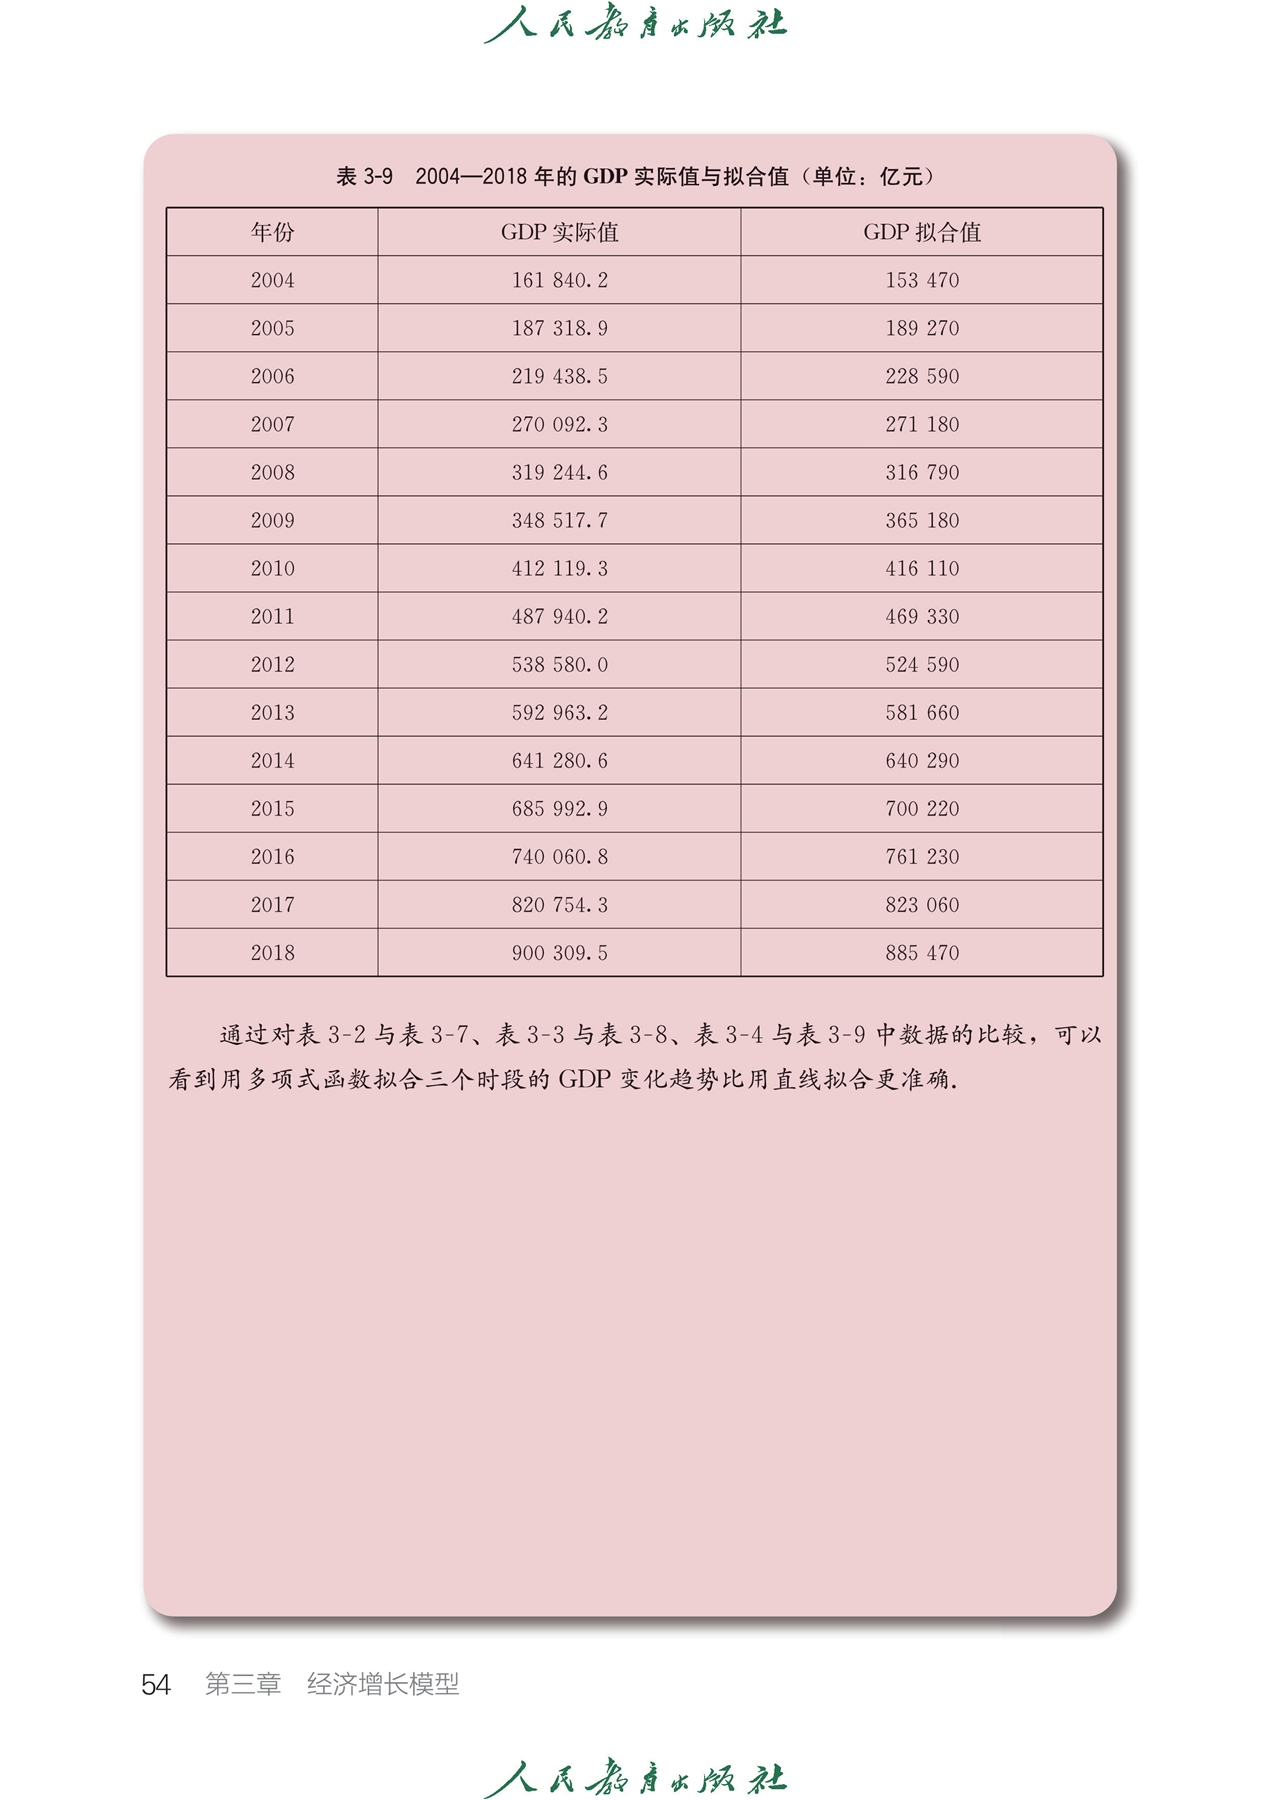 人民教育出版社
表 3-9 2004—2018 年的 GDP 实际值与拟合值（单位：亿元）
年份 GDP 实际值 GDP 拟合值
2004 161 840.2 153 470
2005 187 318.9 189 270
2006 219 438.5 228 590
2007 270 092.3 271 180
2008 319 244.6 316 790
2009 348 517.7 365 180
2010 412 119.3 416 110
2011 487 940.2 469 330
2012 538 580.0 524 590
2013 592 963.2 581 660
2014 641 280.6 640 290
2015 685 992.9 700 220
2016 740 060.8 761 230
2017 820 754.3 823 060
2018 900 309.5 885 470
通过对表 3-2 与表 3-7、表 3-3 与表 3-8、表 3-4 与表 3-9 中数据的比较，可以
看到用多项式函数拟合三个时段的 GDP 变化趋势比用直线拟合更准确.
54 第三章 经济增长模型
人民教育出版社